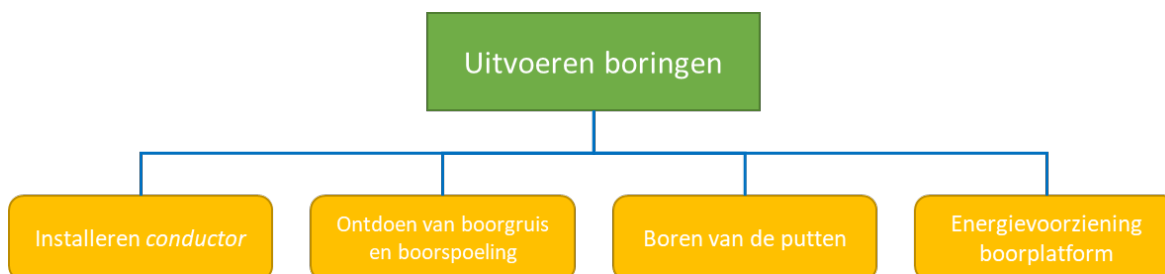 Uitvoeren boringen
Installeren conductor
Ontdoen van boorgruis
en boorspoeling
Boren van de putten
Energievoorziening
boorplatform